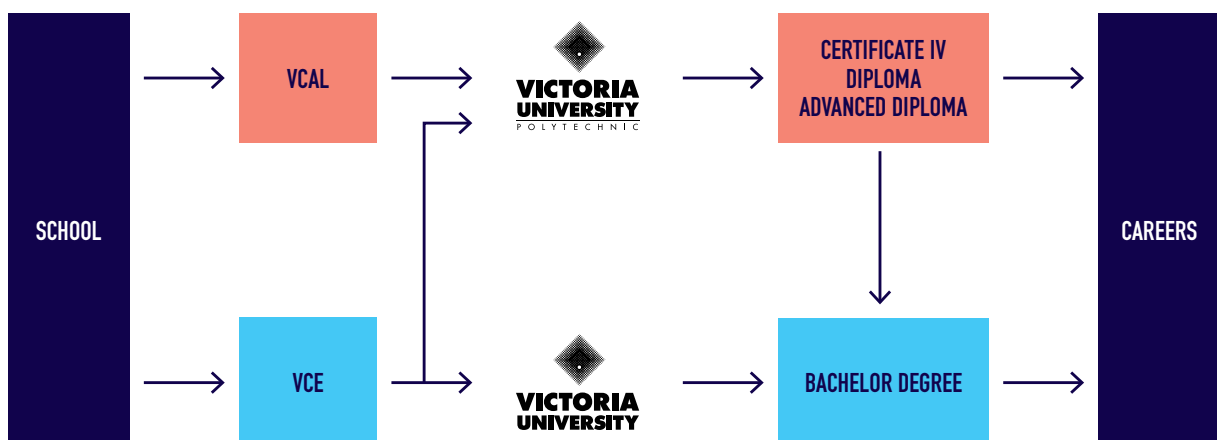 SCHOOL
VCAL
VICTORIA
UNIVERSITY
POLYTECHNIC
CERTIFICATE IV
DIPLOMA
ADVANCED DIPLOMA
VCE
VICTORIA
UNIVERSITY
BACHELOR DEGREE
CAREERS